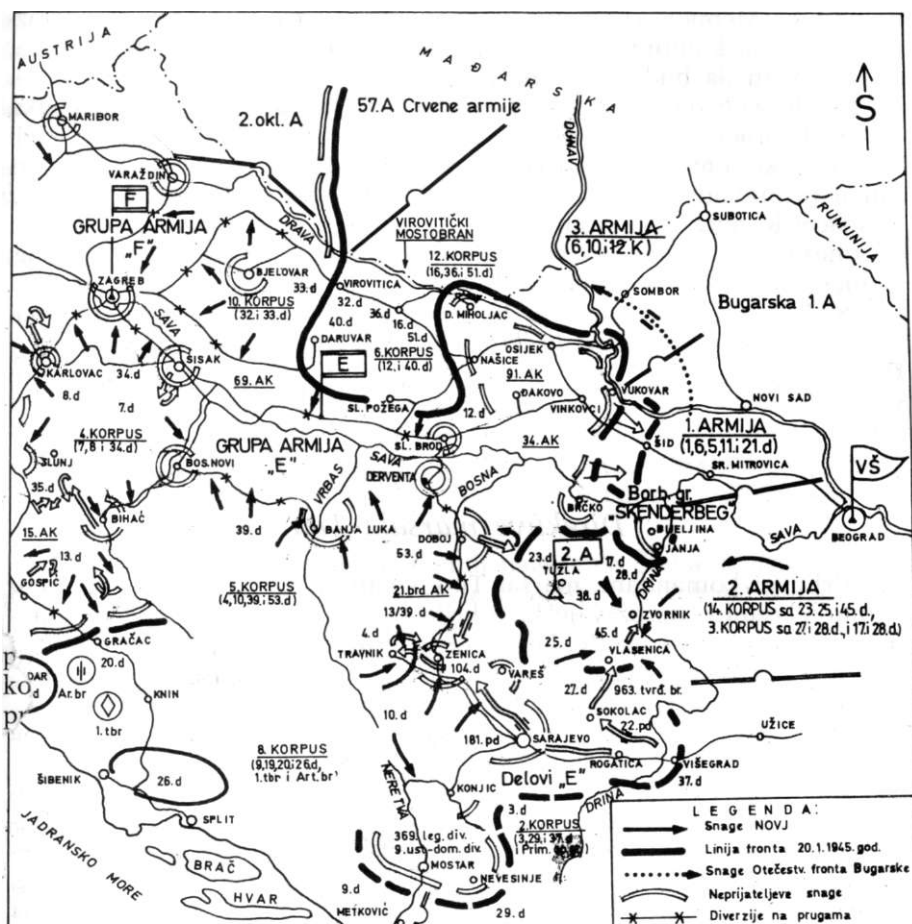 AUSTRIJA
MAĐARSKA
MARIBOR
2.okl. A
57.A Crvene armije
DUNAV
S
VARAŽDIN
F
GRUPA ARMIJA
"F"
DRAVA
VIROVITIČKI
MOSTOBRAN
3. ARMIJA
(6,10.i 12.K)
SUBOTICA
RUMUNIJA
12.KORPUS
(16,36.i 51.d)
ZAGREB
BJELOVAR
10. KORPUS
(32.i 33.d)
33.d
VIROVITICA
32.d
36.d
16.d
51.d
D. MIHOLJAC
SOMBOR
Bugarska 1. A
SAVA
40.d
DARUVAR
E
6.KORPUS
(12.i 40.d)
NAŠICE
OSIJEK
91.AK
KARLOVAC
34.d
SISAK
69.AK
8.d
7.d
SL. POŽEGA
12.d
ĐAKOVO
VINKOVCI
VUKOVAR
NOVI SAD
1. ARMIJA
(1,6,5,11.i 21.d)
4.KORPUS
(7,8 i 34.d)
GRUPA ARMIJA
„E"
SL. BROD
34.AK
ŠID
SR. MITROVICA
VŠ
SLUNJ
35.d
BOS.NOVI
SAVA
DERVENTA
BOSNA
VRBAS
BRČKO
Borb. gr.
"SKENDERBEG"
BIJELJINA
JANJA
SAVA
BEOGRAD
BIHAĆ
15.AK
13.d
39.d
BANJA LUKA
DOBOJ
53.d
23.d
2.A
TUZLA
17.d
28.d
DRINA
38.d
GOSPIĆ
5.KORPUS
(4,10,39.i 53.d)
21.brd AK
13/39.d
ZVORNIK
2. ARMIJA
(14. KORPUS sa 23.25.i 45.d,
3.KORPUS sa 27.i 28.d, i 17.i 28.d.)
GRAČAC
4.d
TRAVNIK
ZENICA
104.d
25.d
45.d
VLASENICA
VAREŠ
27.d
963. tvrđ. br.
20.d
Ar.br
KNIN
1.tbr
10.d
SOKOLAC
22.pd
UŽICE
181.pd
SARAJEVO
ROGATICA
VIŠEGRAD
37.d
8. KORPUS
(9,19,20.i 26.d,
1.tbr i Art.br)
ŠIBENIK
26.d
NERETVA
KONJIC
Delovi „E"
DRINA
3.d
2.KORPUS
(3,29.i 37.d
i Prim.
SPLIT
JADRANSKO MORE
BRAČ
HVAR
369. leg. div.
9.ust.-dom. div.
MOSTAR
NEVESINJE
9.d
METKOVIĆ
29.d
LEGENDA:
Snage NOVJ
Linija fronta 20.1.1945. god.
Snage Otečestv. fronta Bugarske
Neprijateljeve snage
Diverzije na prugama